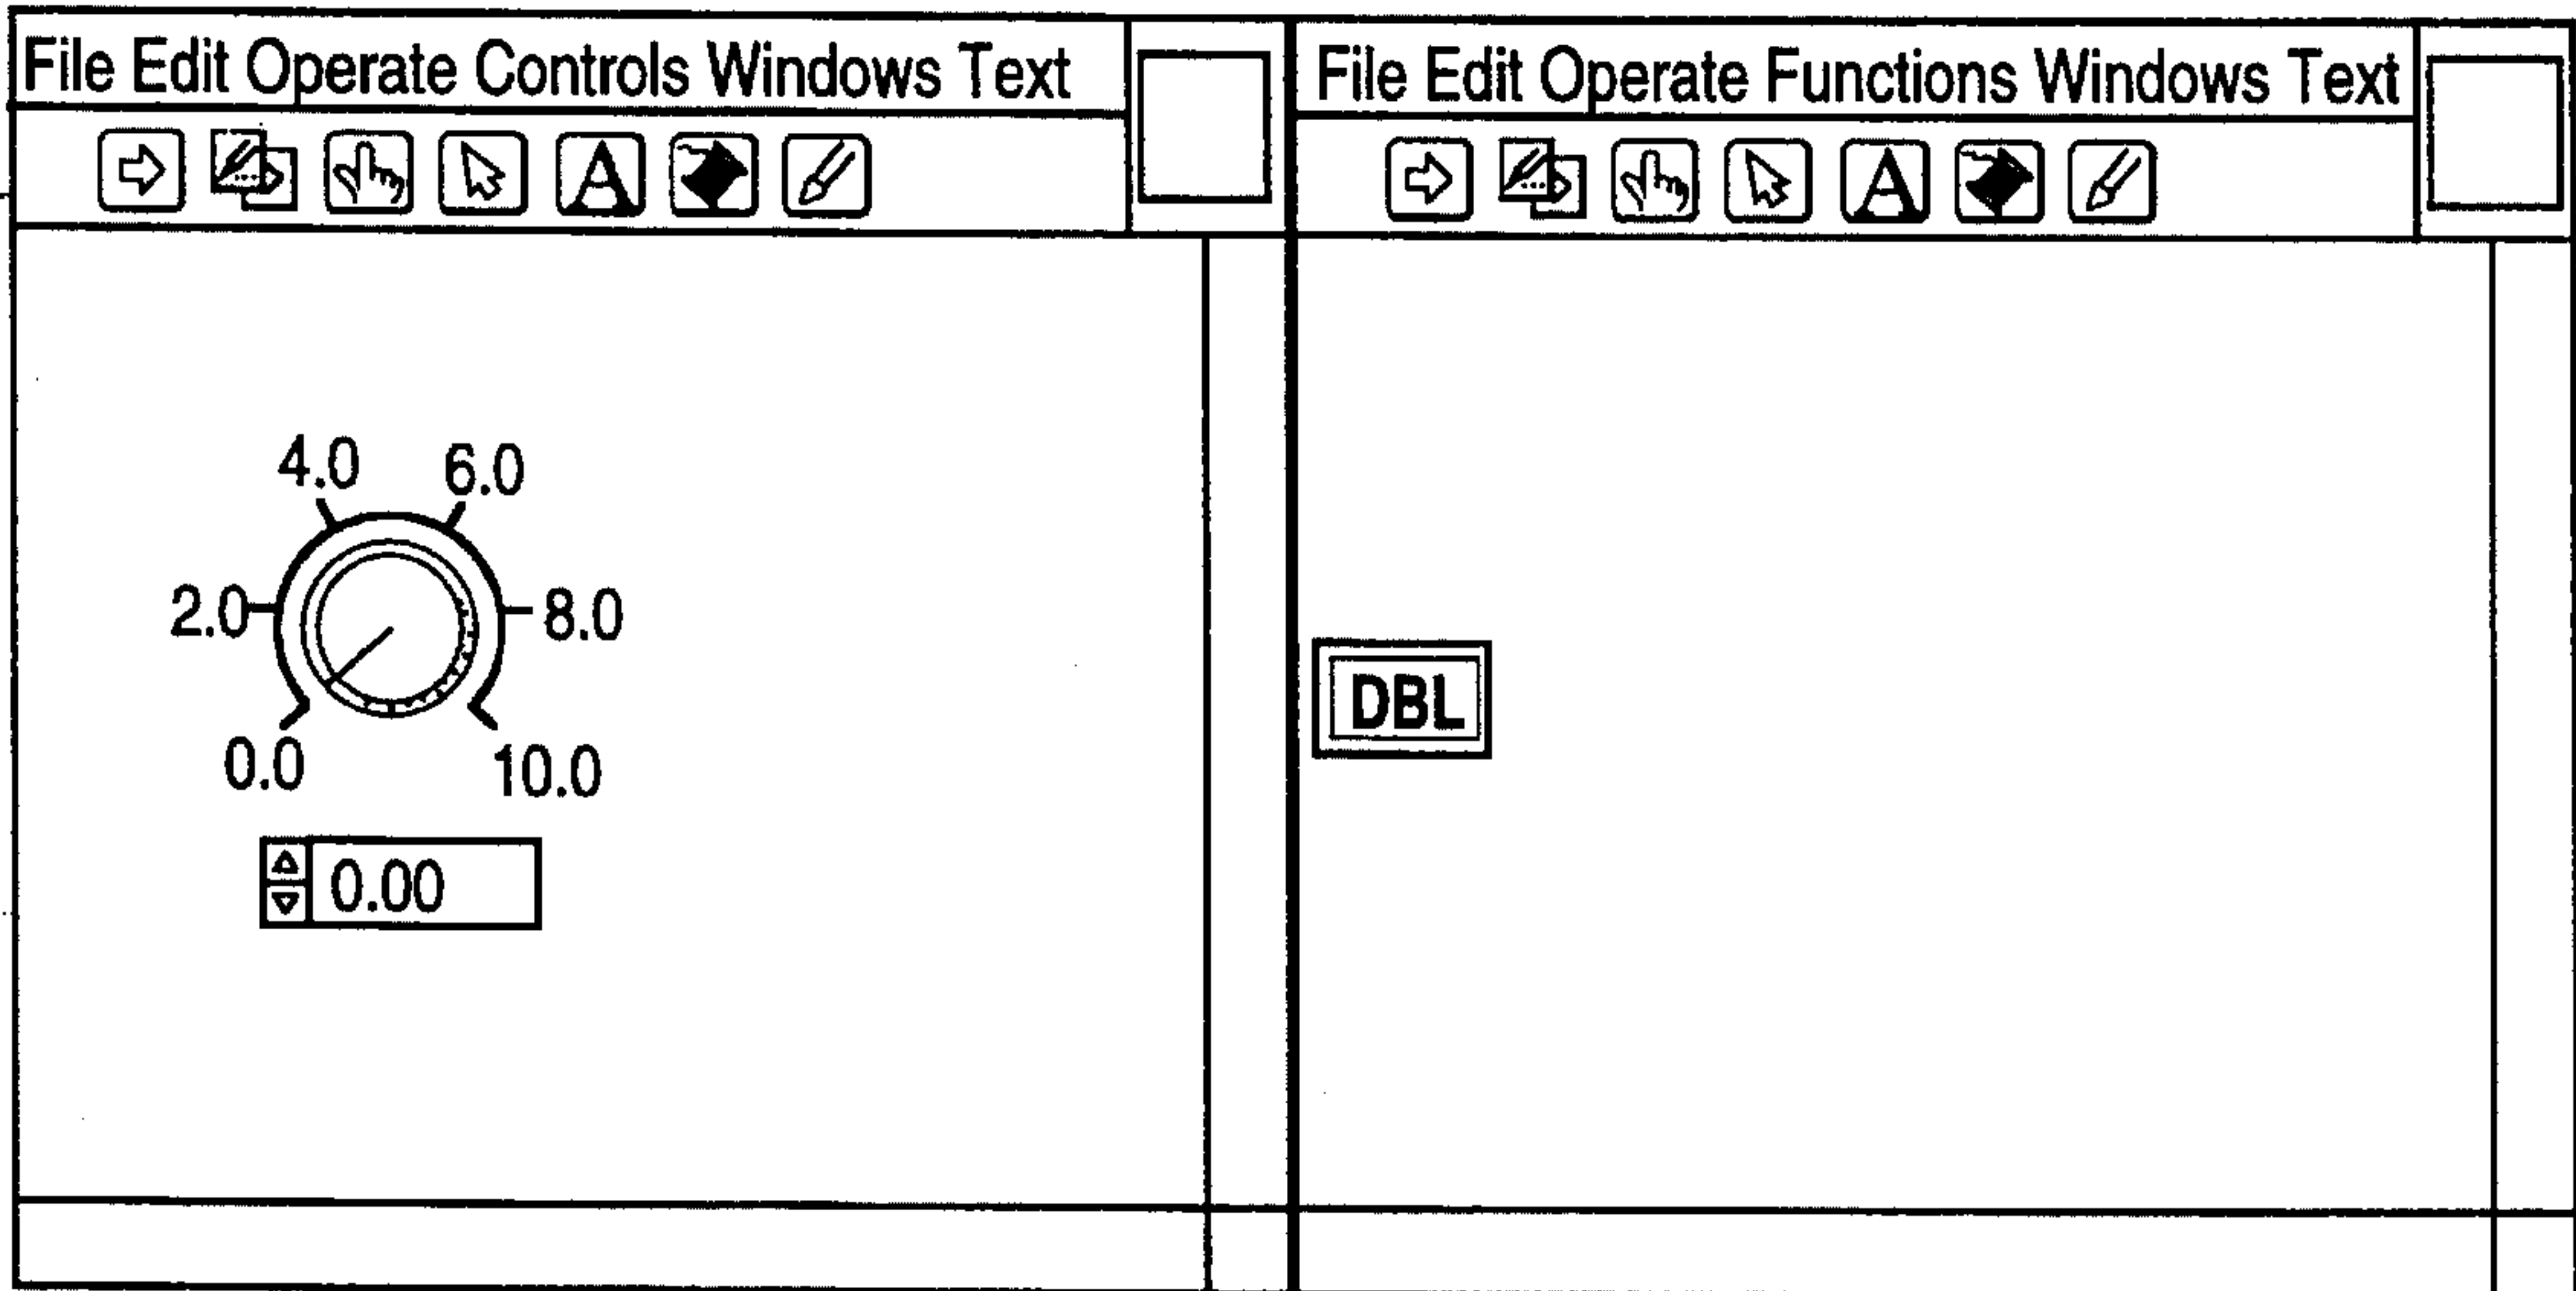 File Edit Operate Controls Windows Text
A
4.0 6.0
2.0 8.0
0.0 10.0
0.00
File Edit Operate Functions Windows Text
A
DBL